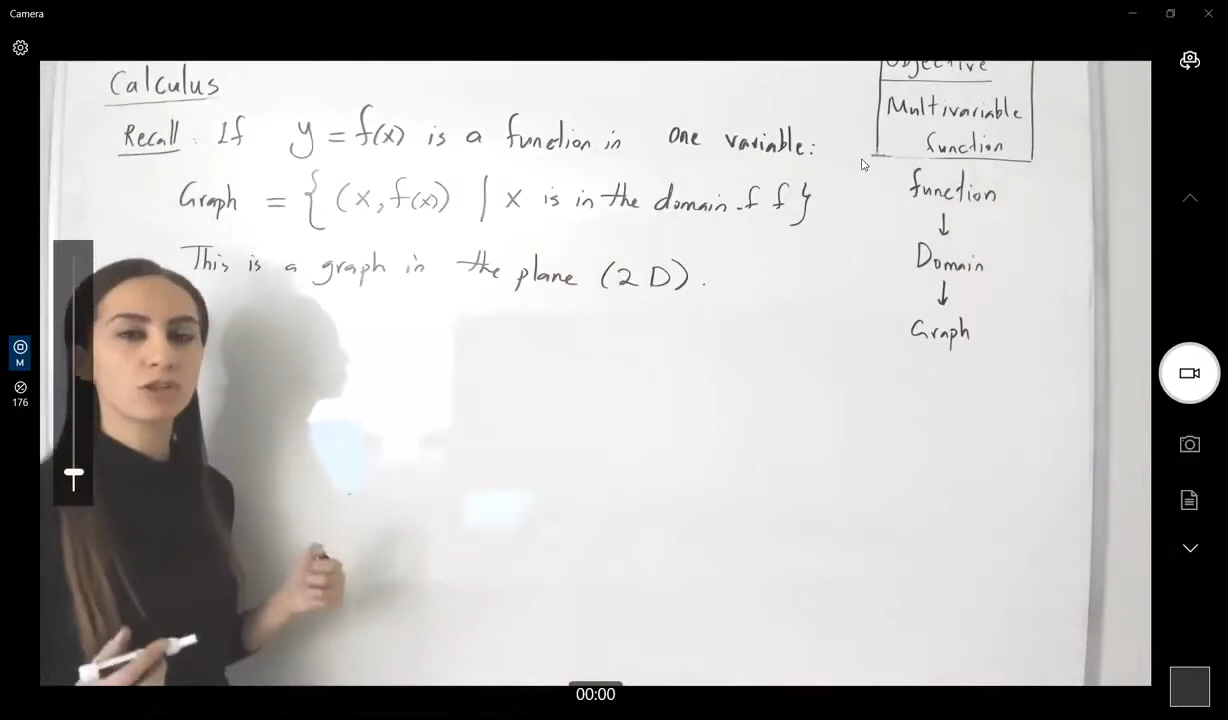 Camera
Calculus
Recall: If y = f(x) is a function in one variable:
Graph = { (x, f(x)) | x is in the domain of f }
This is a graph in the plane (2D).
Objective
Multivariable
function
function
↓
Domain
↓
Graph
M
176
00:00